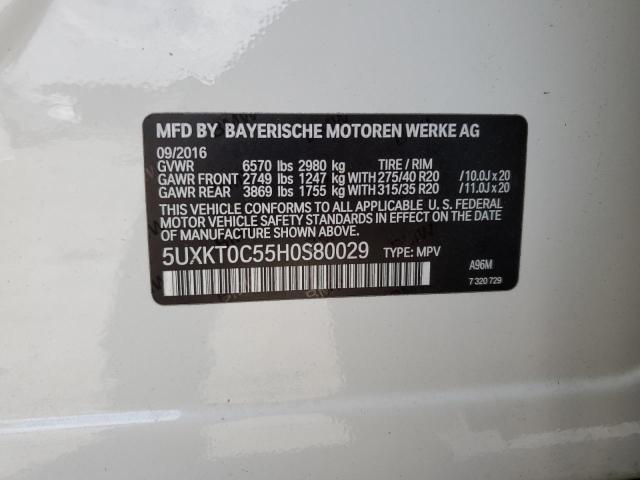 MFD BY BAYERISCHE MOTOREN WERKE AG
09/2016
GVWR 6570 lbs 2980 kg TIRE / RIM
GAWR FRONT 2749 lbs 1247 kg WITH 275/40 R20 /10.0J x 20
GAWR REAR 3869 lbs 1755 kg WITH 315/35 R20 /11.0J x 20
THIS VEHICLE CONFORMS TO ALL APPLICABLE U. S. FEDERAL
MOTOR VEHICLE SAFETY STANDARDS IN EFFECT ON THE DATE
OF MANUFACTURE SHOWN ABOVE.
5UXKT0C55H0S80029 TYPE: MPV
A96M
7 320 729